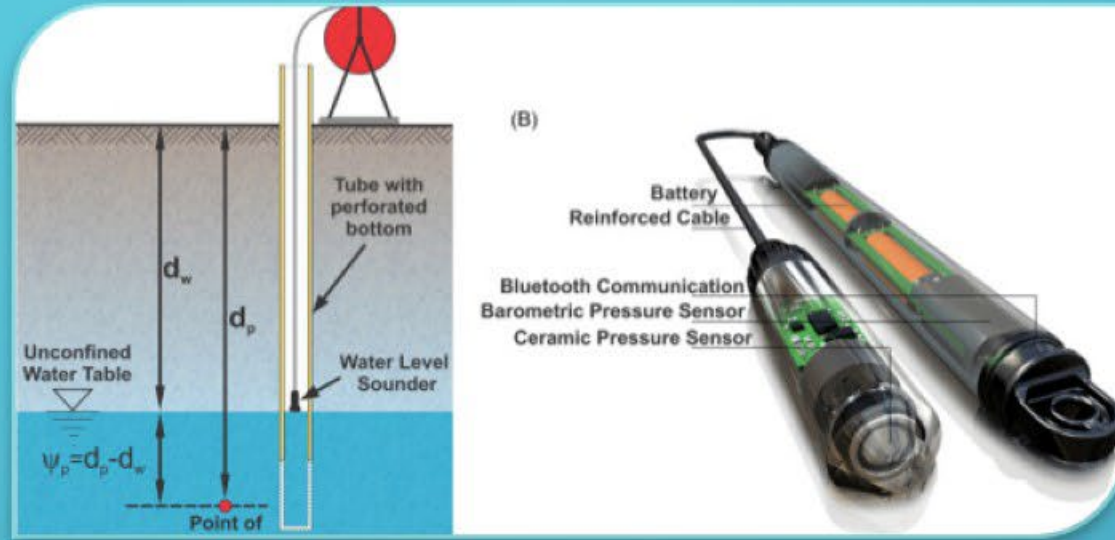 d_w
d_p
Tube with
perforated
bottom
Unconfined
Water Table
Water Level
Sounder
ψ_p=d_p-d_w
Point of
(B)
Battery
Reinforced Cable
Bluetooth Communication
Barometric Pressure Sensor
Ceramic Pressure Sensor